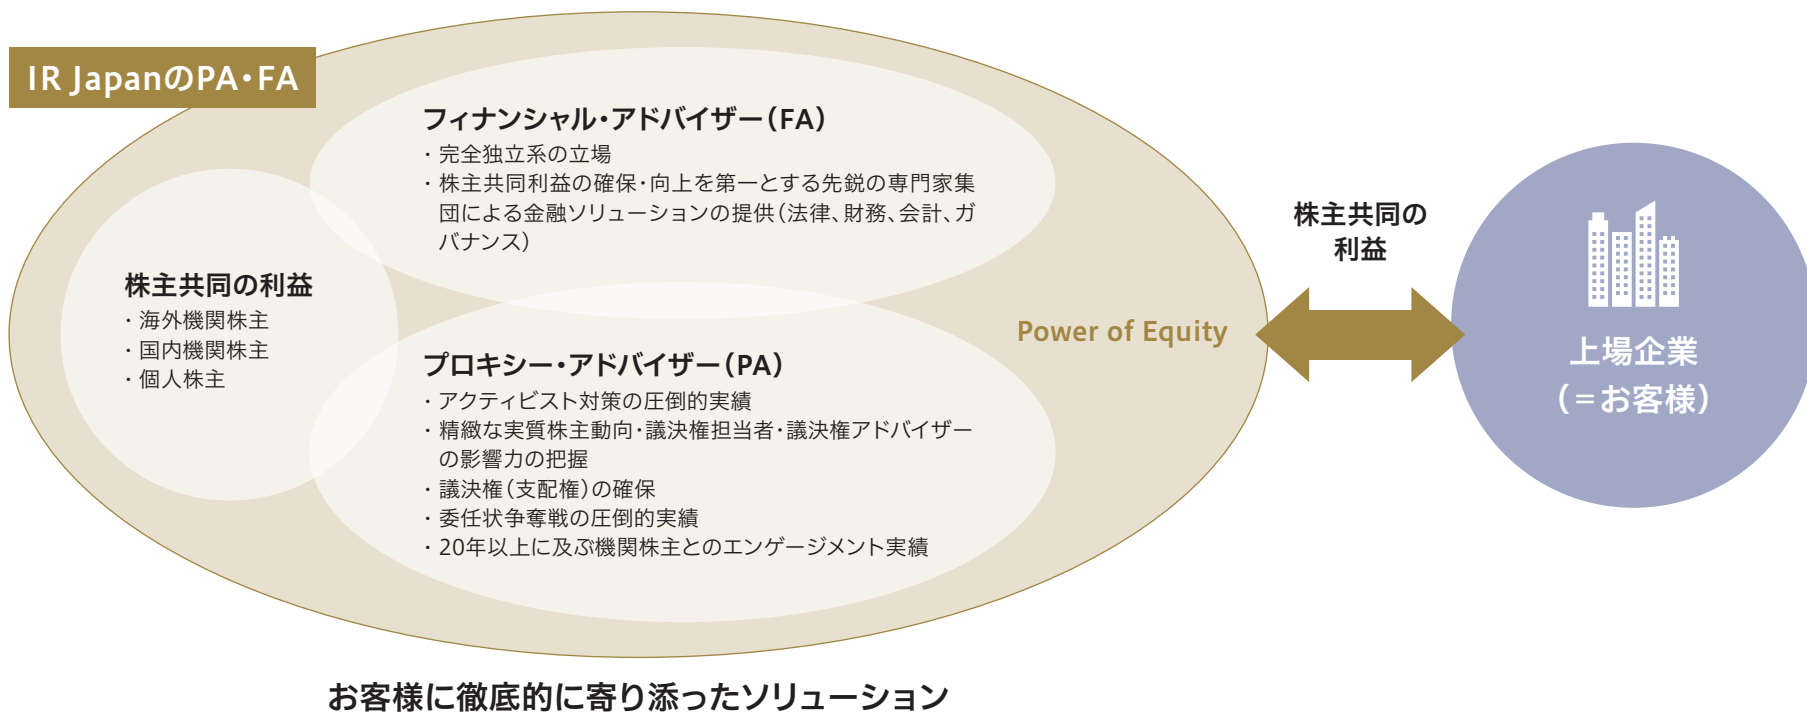 IR JapanのPA・FA
フィナンシャル・アドバイザー（FA）
・完全独立系の立場
・株主共同利益の確保・向上を第一とする先鋭の専門家集
団による金融ソリューションの提供（法律、財務、会計、ガ
バナンス）
株主共同の利益
・海外機関株主
・国内機関株主
・個人株主
プロキシー・アドバイザー（PA）
・アクティビスト対策の圧倒的実績
・精緻な実質株主動向・議決権担当者・議決権アドバイザー
の影響力の把握
・議決権（支配権）の確保
・委任状争奪戦の圧倒的実績
・20年以上に及ぶ機関株主とのエンゲージメント実績
Power of Equity
株主共同の
利益
上場企業
（＝お客様）
お客様に徹底的に寄り添ったソリューション